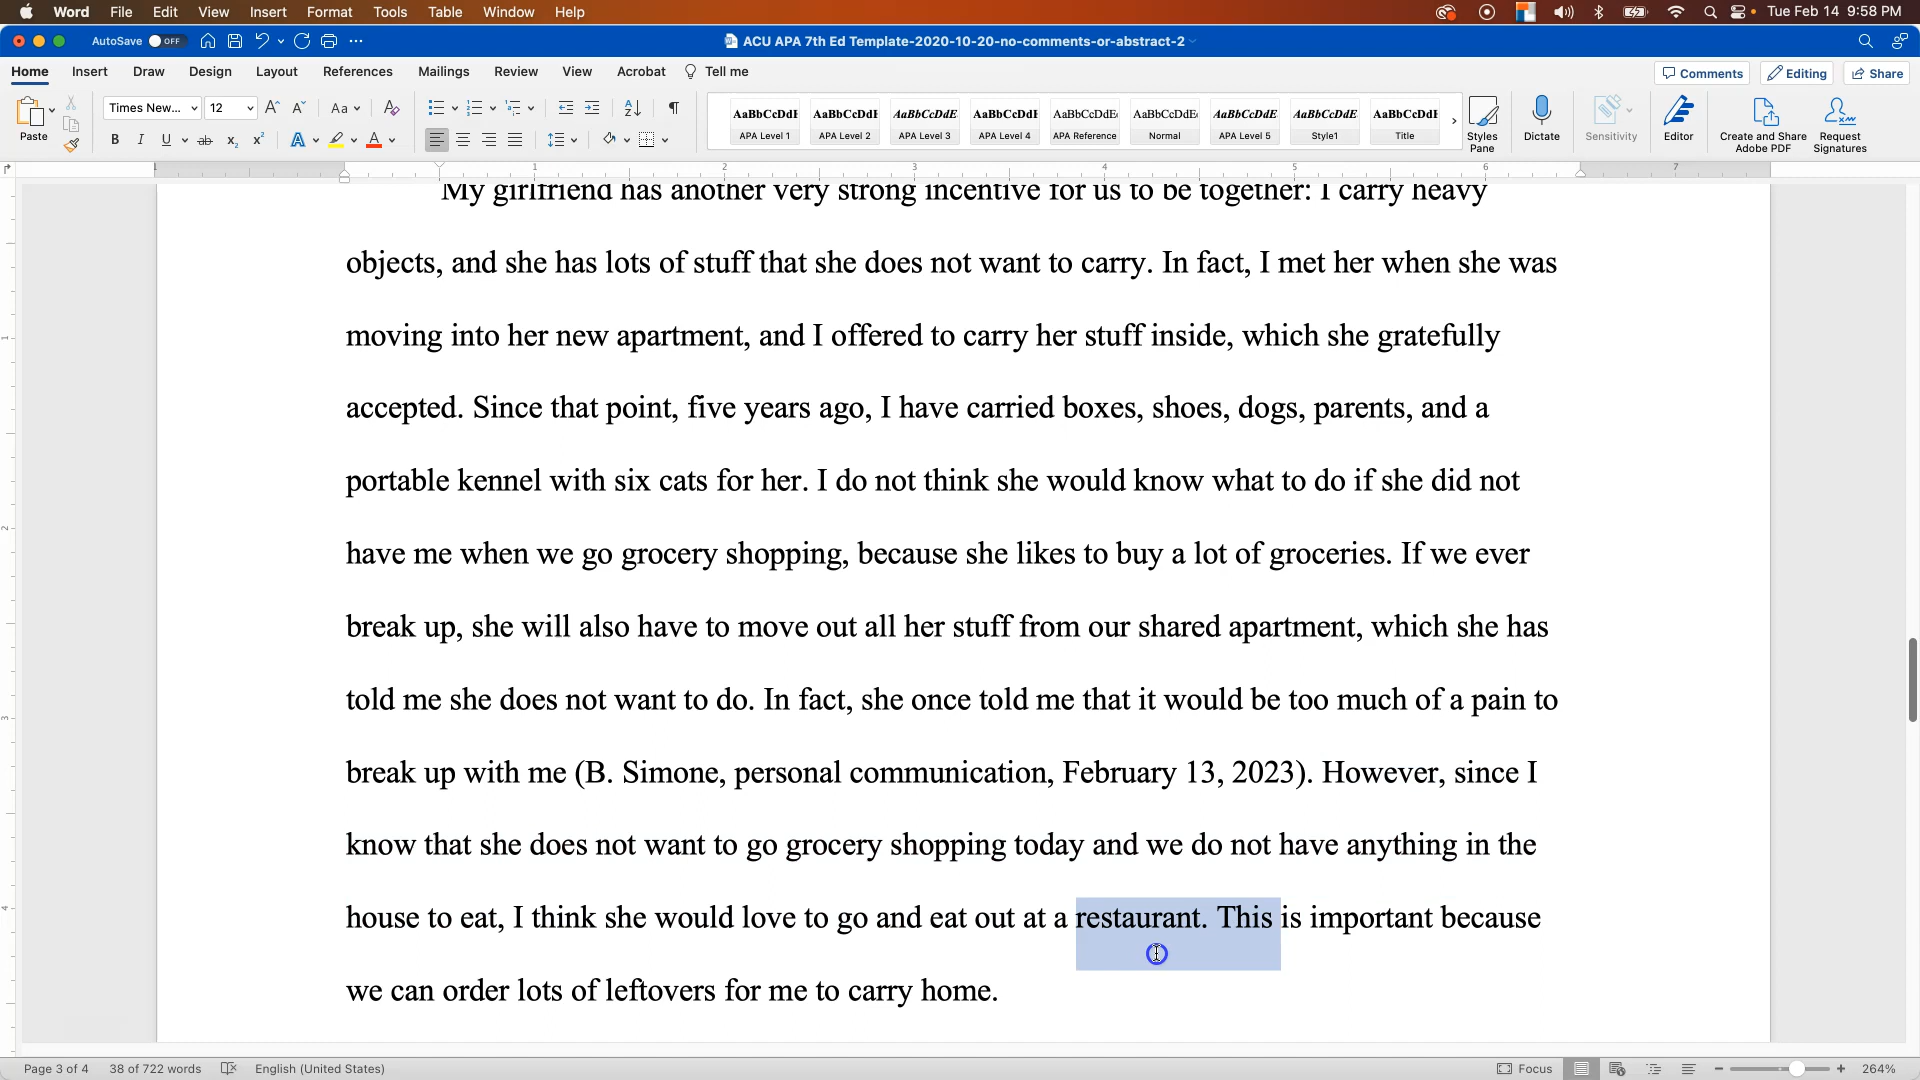 Word File Edit View Insert Format Tools Table Window Help Tue Feb 14 9:58 PM
AutoSave OFF ACU APA 7th Ed Template-2020-10-20-no-comments-or-abstract-2
Home Insert Draw Design Layout References Mailings Review View Acrobat Tell me Comments Editing Share
Paste Times New... 12 Aa
AaBbCcDdE AaBbCcDdE AaBbCcDdE AaBbCcDdE AaBbCcDdE AaBbCcDdE AaBbCcDdE AaBbCcDdE AaBbCcDdE
APA Level 1 APA Level 2 APA Level 3 APA Level 4 APA Reference Normal APA Level 5 Style1 Title
Styles Pane Dictate Sensitivity Editor Create and Share Adobe PDF Request Signatures
1 1 2 3 4 5 6 7
My girlfriend has another very strong incentive for us to be together: I carry heavy
objects, and she has lots of stuff that she does not want to carry. In fact, I met her when she was
moving into her new apartment, and I offered to carry her stuff inside, which she gratefully
accepted. Since that point, five years ago, I have carried boxes, shoes, dogs, parents, and a
portable kennel with six cats for her. I do not think she would know what to do if she did not
have me when we go grocery shopping, because she likes to buy a lot of groceries. If we ever
break up, she will also have to move out all her stuff from our shared apartment, which she has
told me she does not want to do. In fact, she once told me that it would be too much of a pain to
break up with me (B. Simone, personal communication, February 13, 2023). However, since I
know that she does not want to go grocery shopping today and we do not have anything in the
house to eat, I think she would love to go and eat out at a restaurant. This is important because
we can order lots of leftovers for me to carry home.
Page 3 of 4 38 of 722 words English (United States) Focus 264%